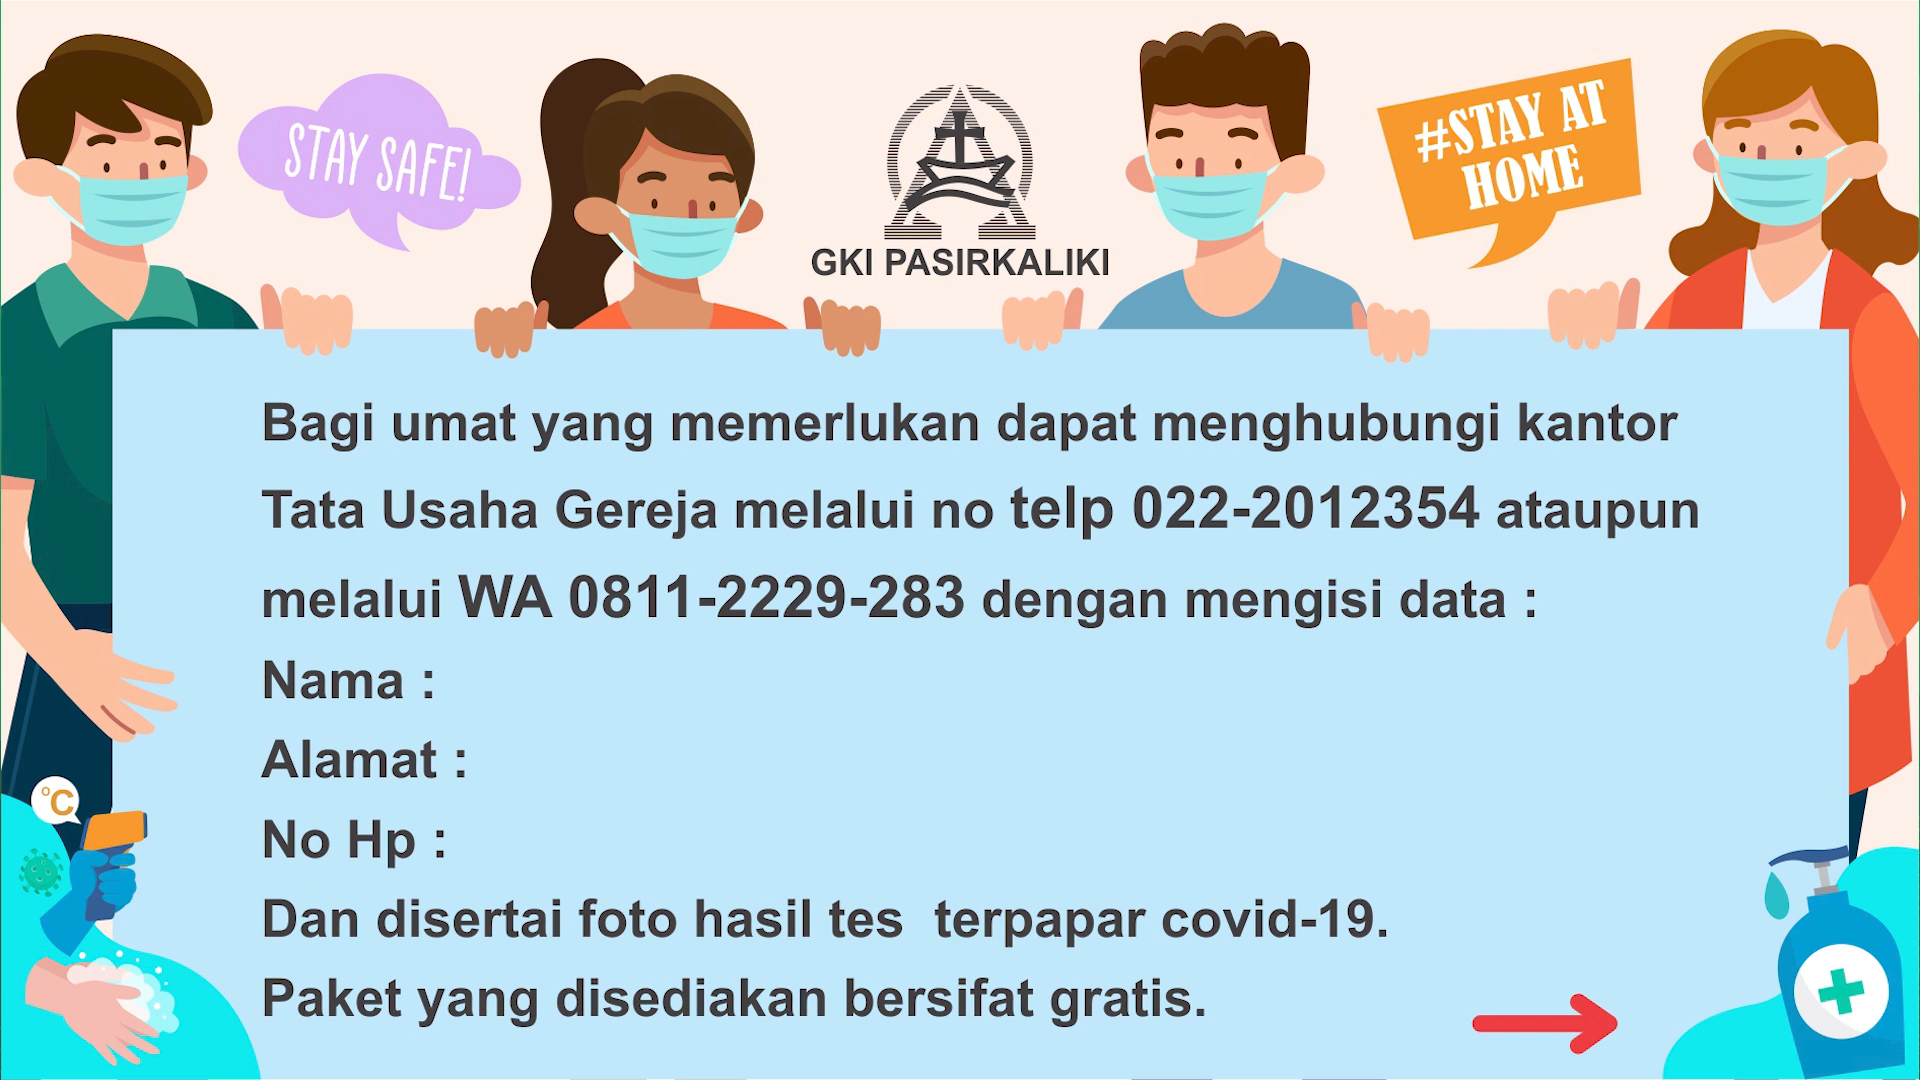 STAY SAFE!
#STAY AT
HOME
GKI PASIRKALIKI
Bagi umat yang memerlukan dapat menghubungi kantor
Tata Usaha Gereja melalui no telp 022-2012354 ataupun
melalui WA 0811-2229-283 dengan mengisi data :
Nama :
Alamat :
No Hp :
Dan disertai foto hasil tes terpapar covid-19.
Paket yang disediakan bersifat gratis.
°C